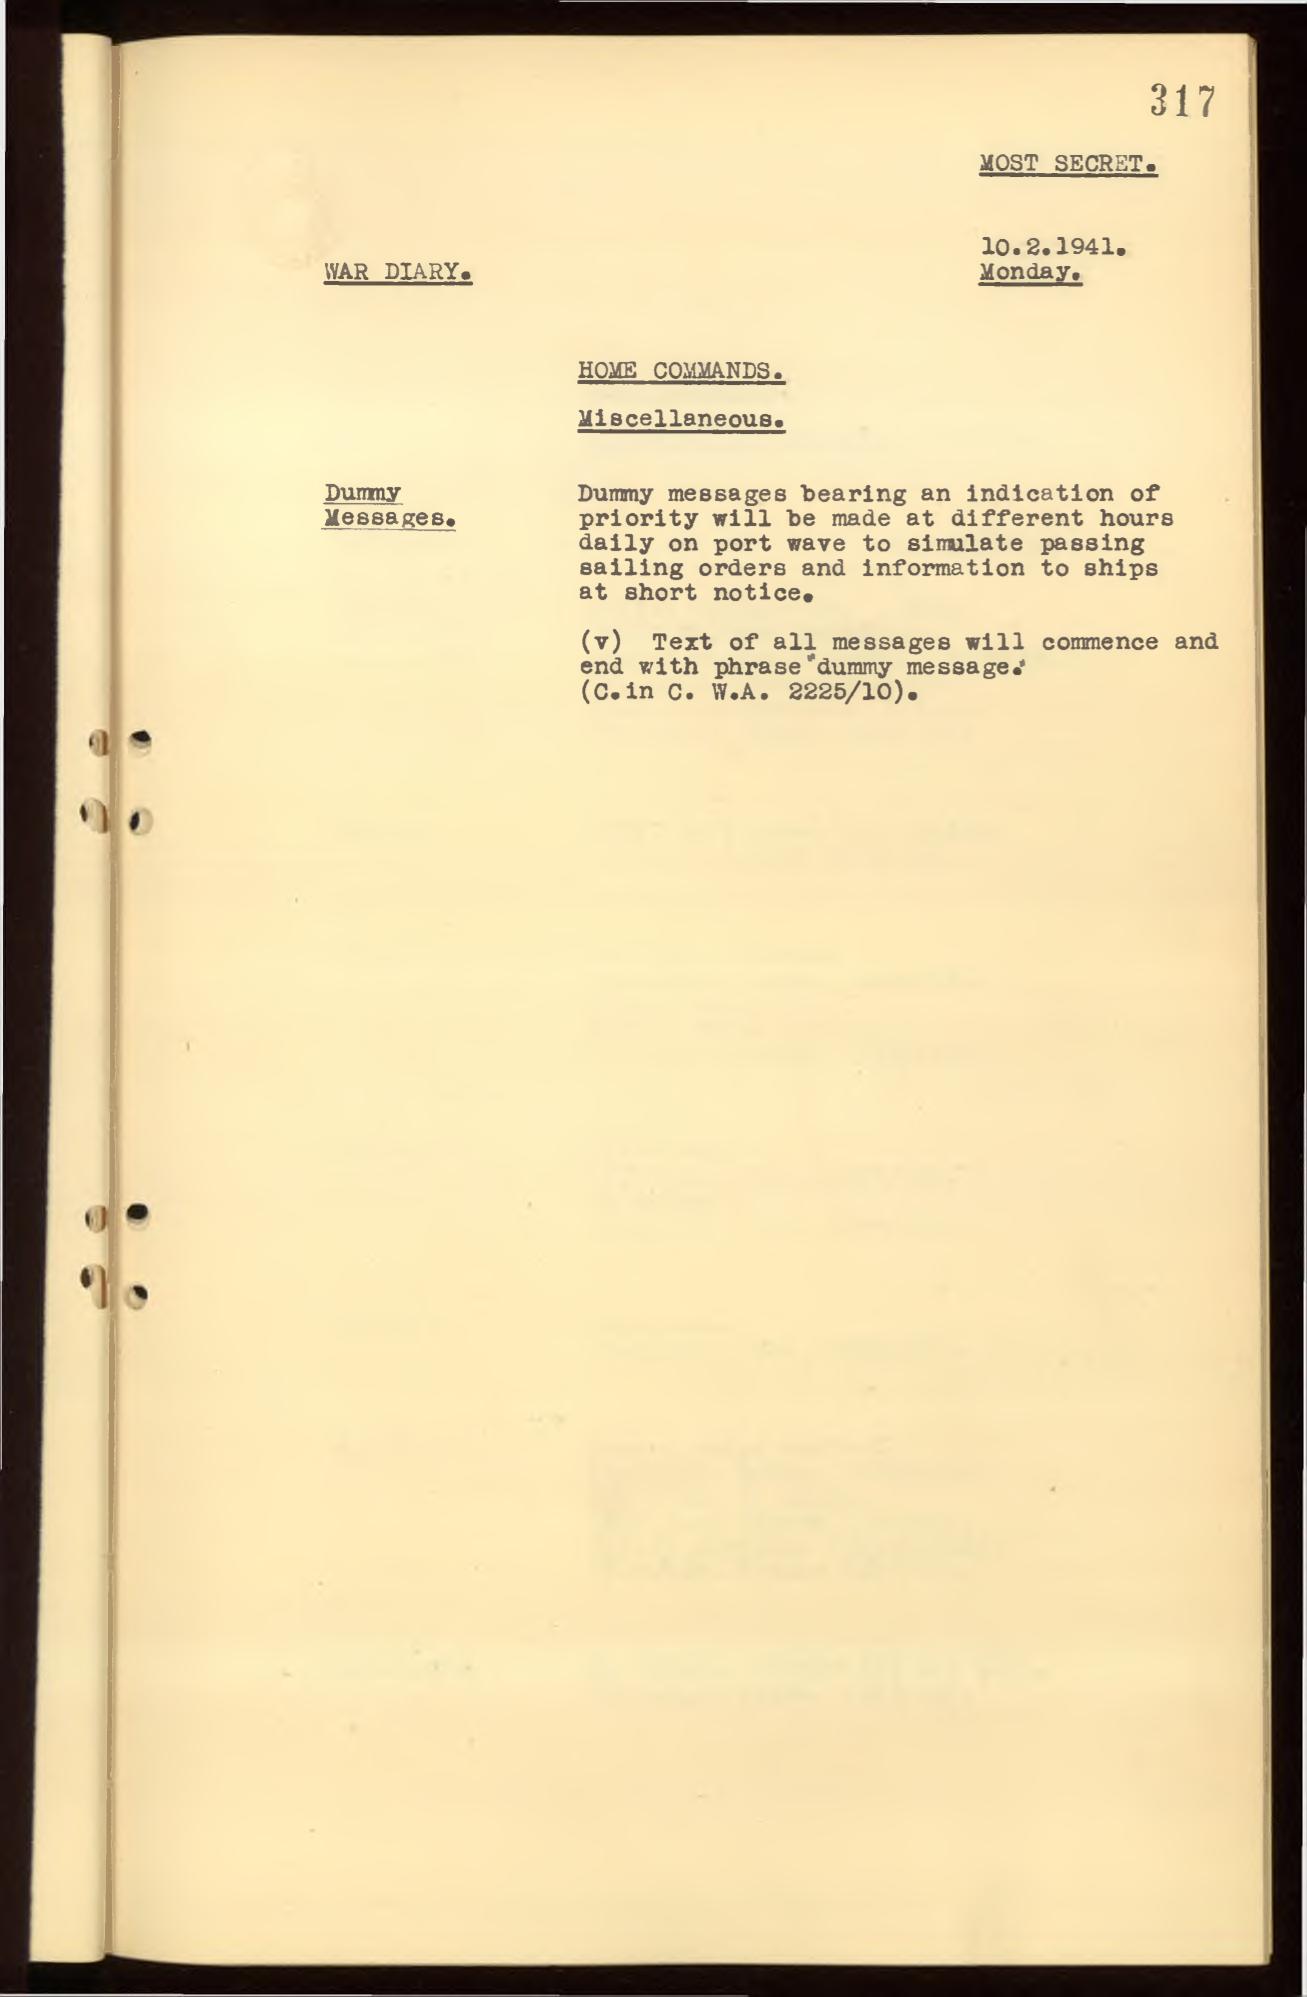 317
MOST SECRET.
10.2.1941.
WAR DIARY. Monday.
HOME COMMANDS.
Miscellaneous.
Dummy Dummy messages bearing an indication of
Messages. priority will be made at different hours
daily on port wave to simulate passing
sailing orders and information to ships
at short notice.
(v) Text of all messages will commence and
end with phrase "dummy message."
(C.in C. W.A. 2225/10).